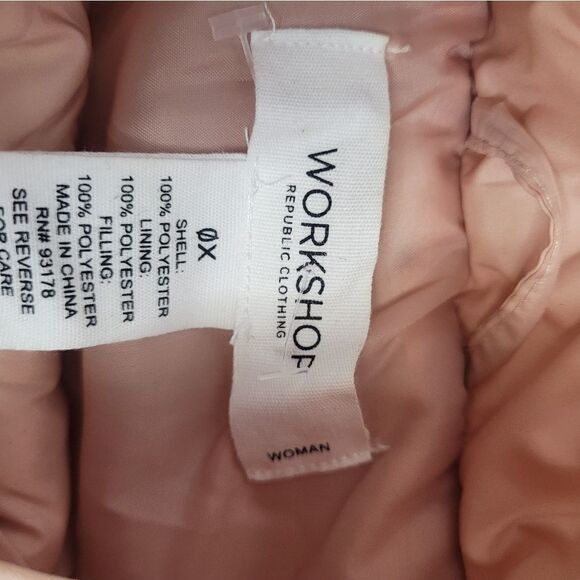 WORKSHOP
REPUBLIC CLOTHING
WOMAN
0X
SHELL:
100% POLYESTER
LINING:
100% POLYESTER
FILLING:
100% POLYESTER
MADE IN CHINA
RN# 93178
SEE REVERSE
FOR CARE